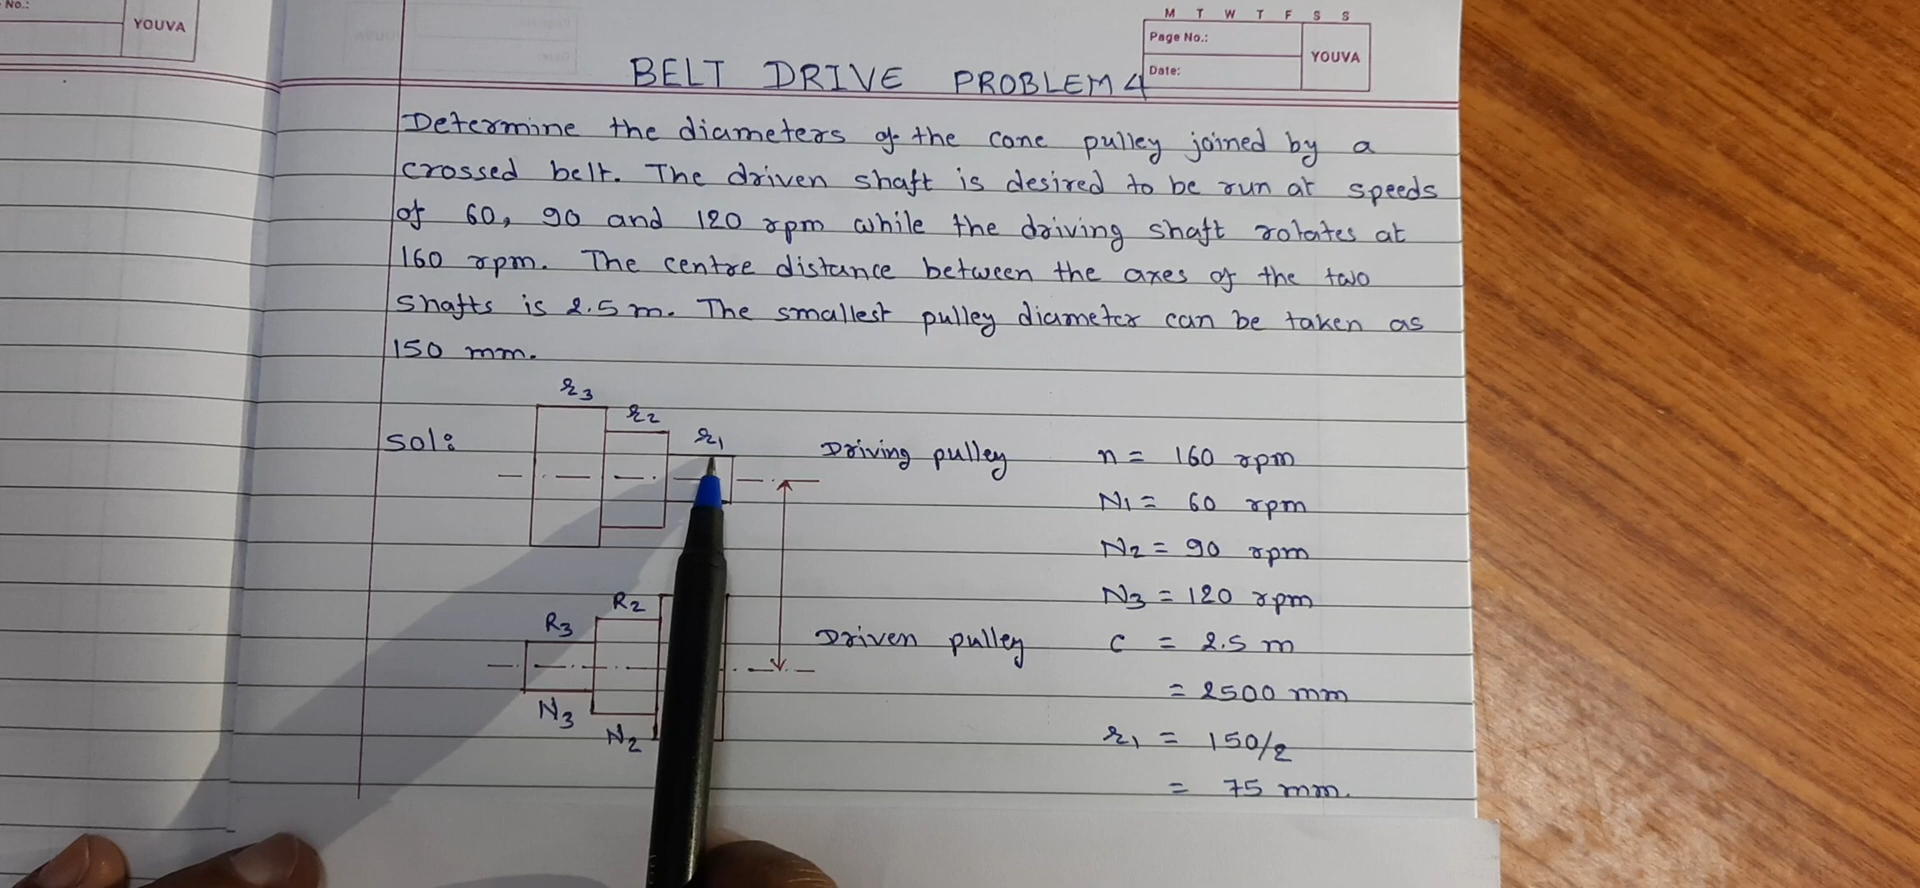 No.:
YOUVA
M T W T F S S
Page No.:
YOUVA
Date:
BELT DRIVE PROBLEM 4
Determine the diameters of the cone pulley joined by a
crossed belt. The driven shaft is desired to be run at speeds
of 60, 90 and 120 rpm while the driving shaft rotates at
160 rpm. The centre distance between the axes of the two
shafts is 2.5 m. The smallest pulley diameter can be taken as
150 mm.
Sol:
r3
r2
r1
Driving pulley
n = 160 rpm
N1 = 60 rpm
N2 = 90 rpm
N3 = 120 rpm
R2
R3
Driven pulley
C = 2.5 m
= 2500 mm
N3
N2
r1 = 150/2
= 75 mm.